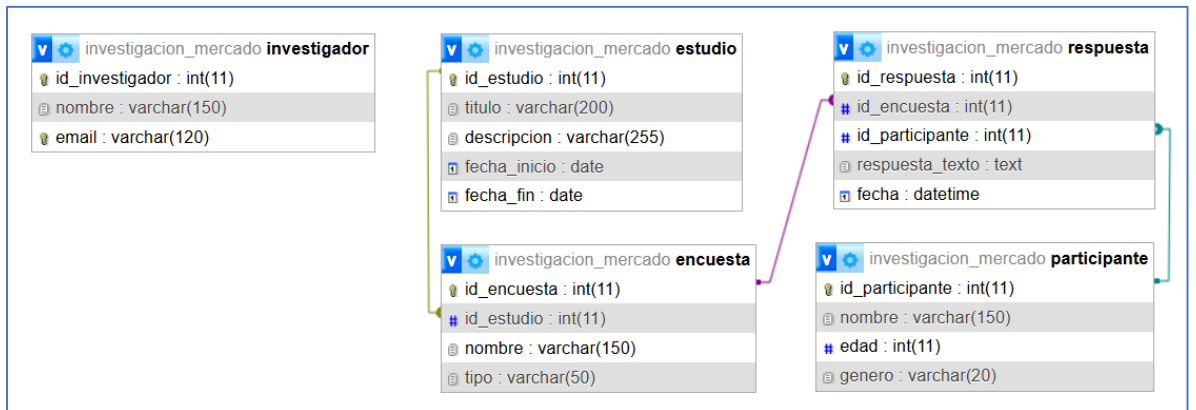 V investigacion_mercado investigador
id_investigador : int(11)
nombre : varchar(150)
email : varchar(120)
V investigacion_mercado estudio
id_estudio : int(11)
titulo : varchar(200)
descripcion : varchar(255)
fecha_inicio : date
fecha_fin : date
V investigacion_mercado respuesta
id_respuesta : int(11)
# id_encuesta : int(11)
# id_participante : int(11)
respuesta_texto : text
fecha : datetime
V investigacion_mercado encuesta
id_encuesta : int(11)
# id_estudio : int(11)
nombre : varchar(150)
tipo : varchar(50)
V investigacion_mercado participante
id_participante : int(11)
nombre : varchar(150)
# edad : int(11)
genero : varchar(20)